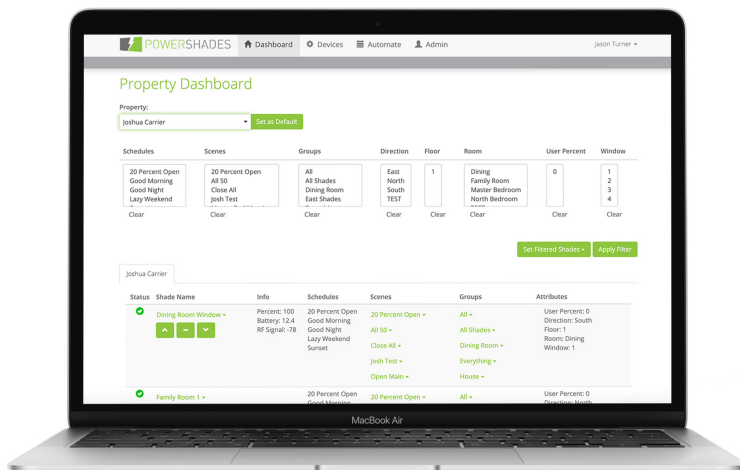 POWERSHADES Dashboard Devices Automate Admin Jason Turner
Property Dashboard
Property:
Joshua Carrier Set as Default
Schedules Scenes Groups Direction Floor Room User Percent Window
20 Percent Open 20 Percent Open All East 1 Dining 0 1
Good Morning All 50 All Shades North Family Room 2
Good Night Close All Dining Room South Master Bedroom 3
Lazy Weekend Josh Test East Shades TEST North Bedroom 4
Clear Clear Clear Clear Clear Clear Clear Clear
Set Filtered Shades Apply Filter
Joshua Carrier
Status Shade Name Info Schedules Scenes Groups Attributes
Dining Room Window Percent: 100 20 Percent Open 20 Percent Open All User Percent: 0
Battery: 12.4 Good Morning Direction: South
RF Signal: -78 Good Night All 50 All Shades Floor: 1
Lazy Weekend Room: Dining
Sunset Close All Dining Room Window: 1
Josh Test Everything
Open Main House
Family Room 1 20 Percent Open 20 Percent Open All User Percent: 0
Good Morning Direction: North
MacBook Air